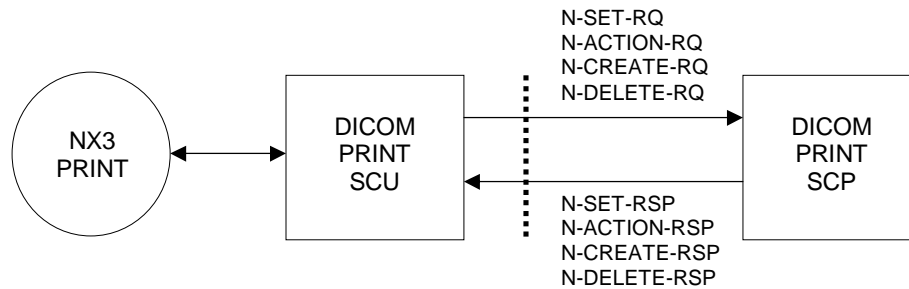 N-SET-RQ
N-ACTION-RQ
N-CREATE-RQ
N-DELETE-RQ
NX3
PRINT
DICOM
PRINT
SCU
DICOM
PRINT
SCP
N-SET-RSP
N-ACTION-RSP
N-CREATE-RSP
N-DELETE-RSP